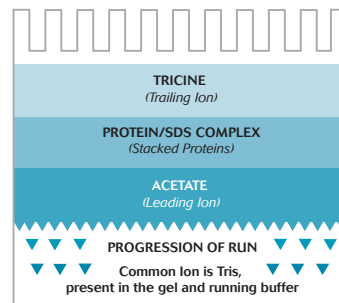 TRICINE
(Trailing Ion)
PROTEIN/SDS COMPLEX
(Stacked Proteins)
ACETATE
(Leading Ion)
PROGRESSION OF RUN
Common Ion is Tris,
present in the gel and running buffer